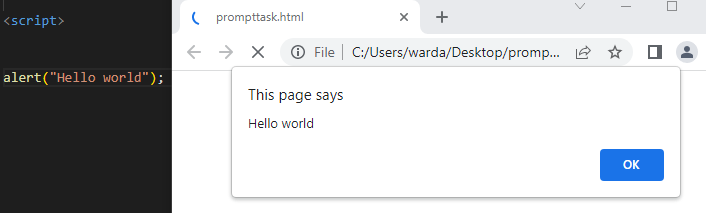 <script>
alert("Hello world");
prompttask.html
File
C:/Users/warda/Desktop/promp...
This page says
Hello world
OK